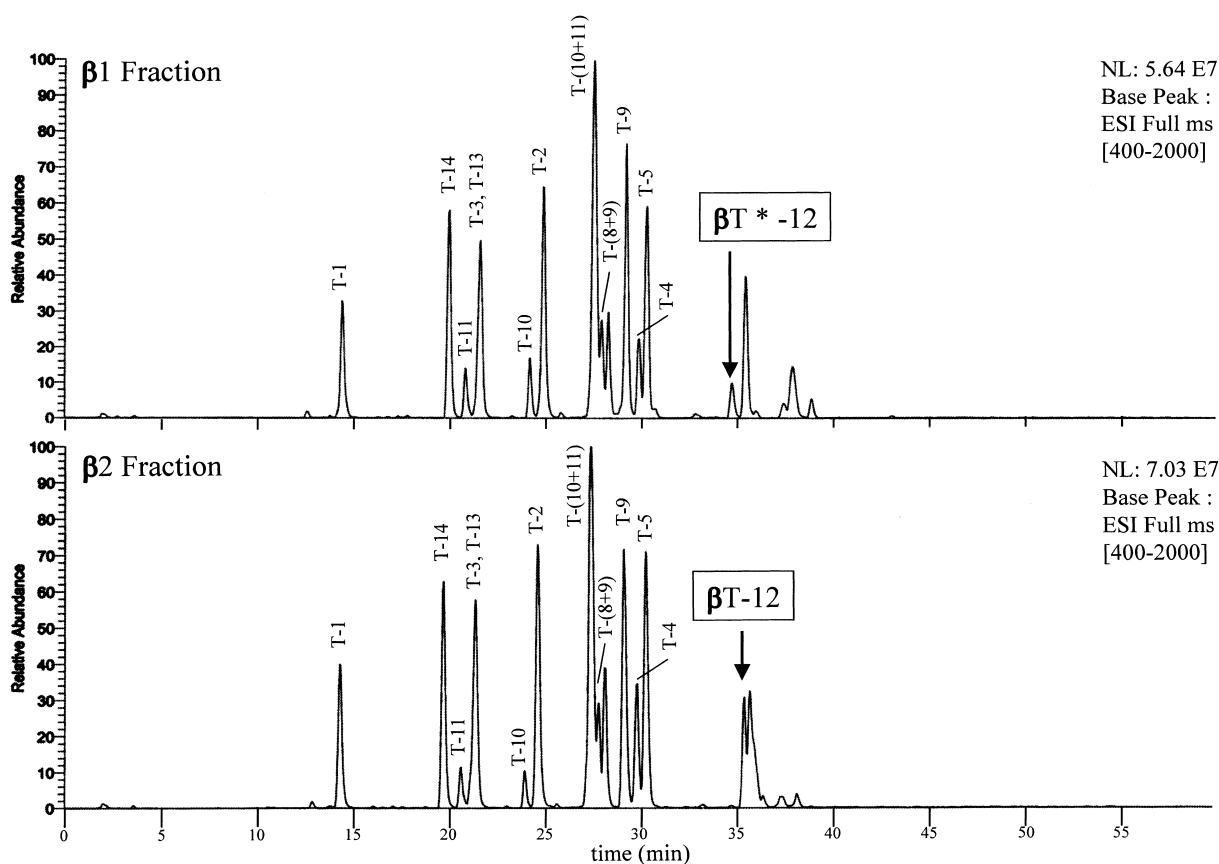 β1 Fraction
NL: 5.64 E7
Base Peak :
ESI Full ms
[400-2000]
Relative Abundance
100
90
80
70
60
50
40
30
20
10
0
T-1
T-14
T-11
T-3, T-13
T-10
T-2
T-(10+11)
T-(8+9)
T-9
T-4
T-5
βT * -12
β2 Fraction
NL: 7.03 E7
Base Peak :
ESI Full ms
[400-2000]
Relative Abundance
100
90
80
70
60
50
40
30
20
10
0
T-1
T-14
T-11
T-3, T-13
T-10
T-2
T-(10+11)
T-(8+9)
T-9
T-4
T-5
βT-12
0 5 10 15 20 25 30 35 40 45 50 55
time (min)